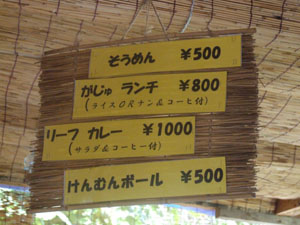 そうめん ￥500
がじゅ ランチ ￥800
(ライスORナン&コーヒ付)
リーフ カレー ￥1000
(サラダ&コーヒー付)
けんむんボール ￥500